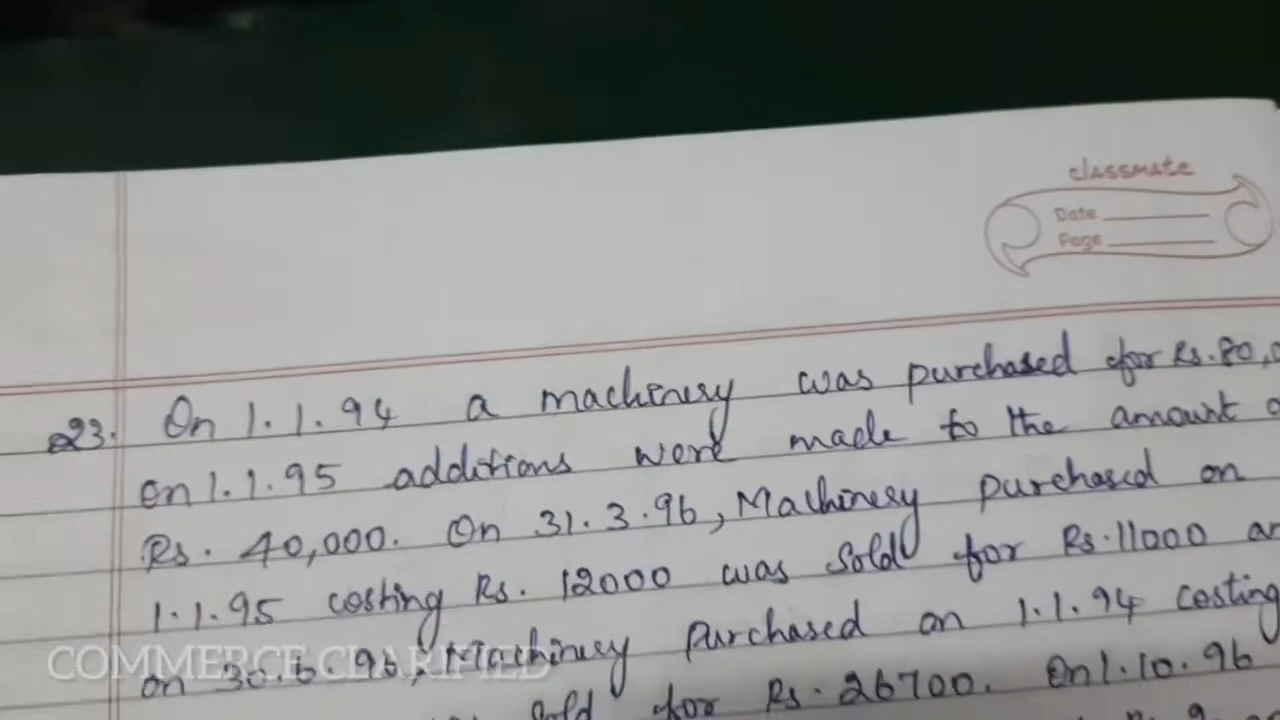 classmate
Date
Page
23. On 1.1.94 a machinery was purchased for Rs. 80,
on 1.1.95 additions were made to the amount
Rs. 40,000. On 31.3.96, Machinery purchased on
1.1.95 costing Rs. 12000 was sold for Rs. 11000
on 30.6.96, Machinery purchased on 1.1.94 costing
COMMERCE CLARIFIED
sold for Rs. 26700. On 1.10.96